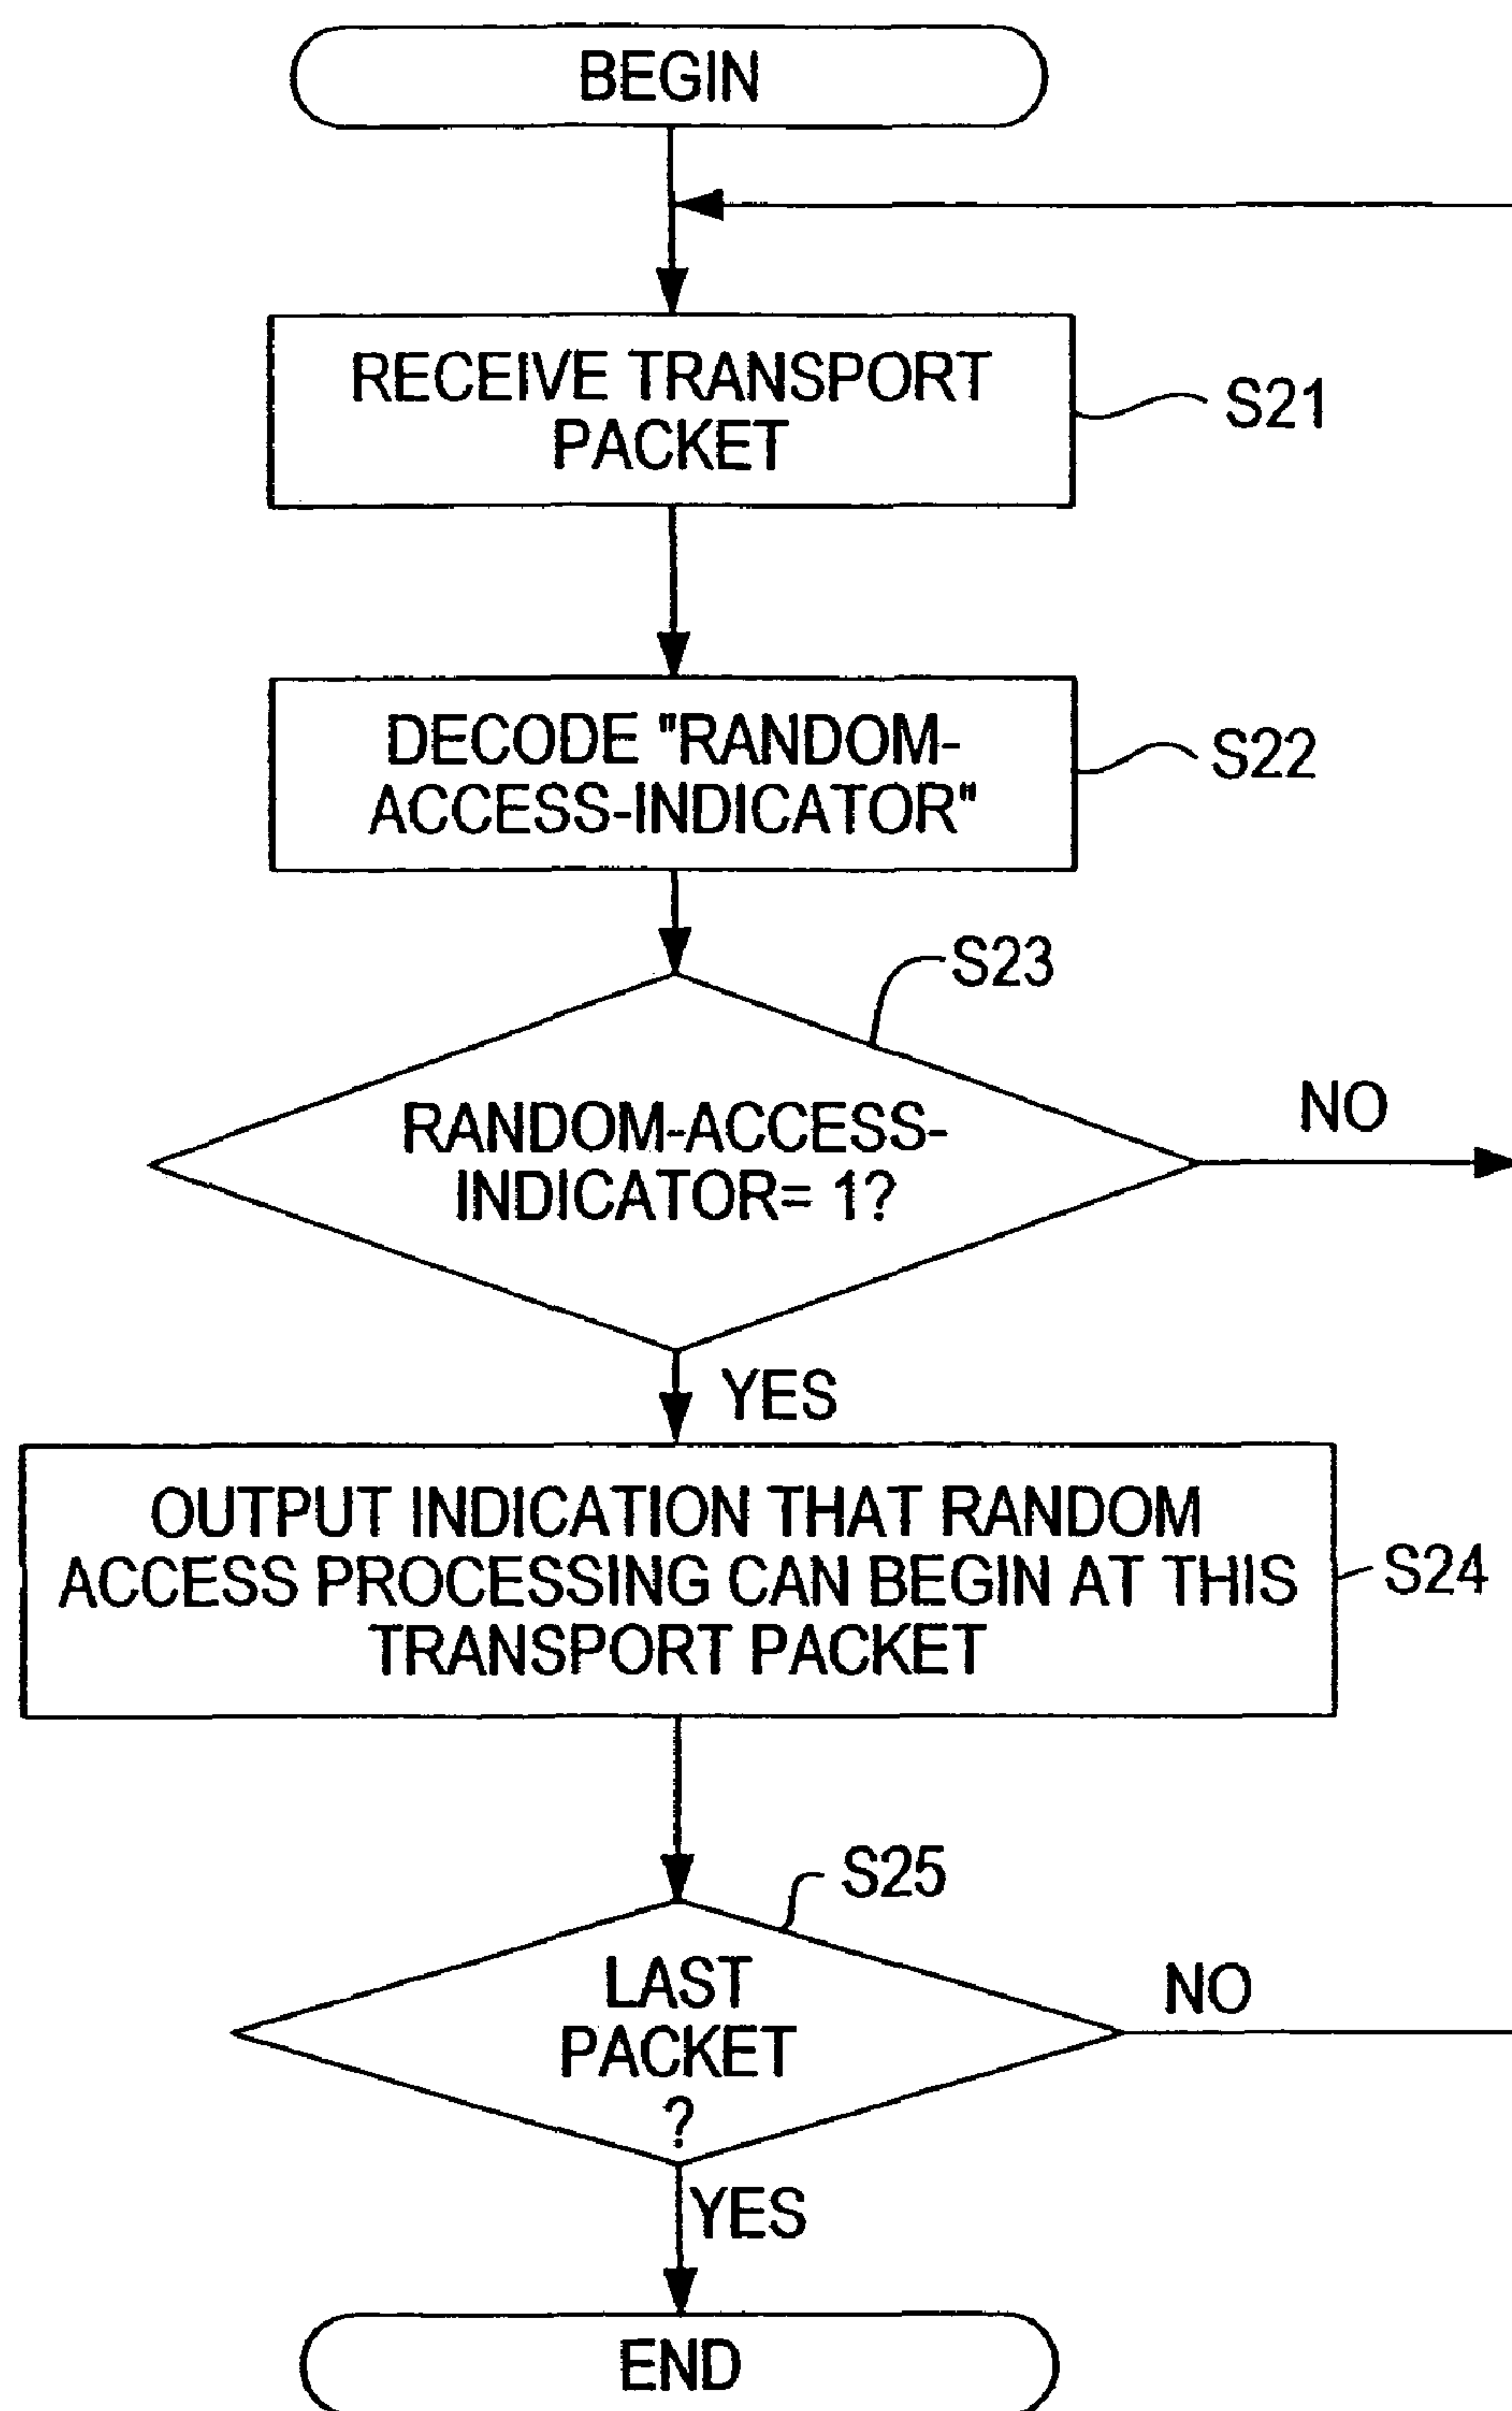 BEGIN
RECEIVE TRANSPORT
PACKET
S21
DECODE "RANDOM-
ACCESS-INDICATOR"
S22
S23
RANDOM-ACCESS-
INDICATOR= 1?
NO
YES
OUTPUT INDICATION THAT RANDOM
ACCESS PROCESSING CAN BEGIN AT THIS
TRANSPORT PACKET
S24
S25
LAST
PACKET
?
NO
YES
END